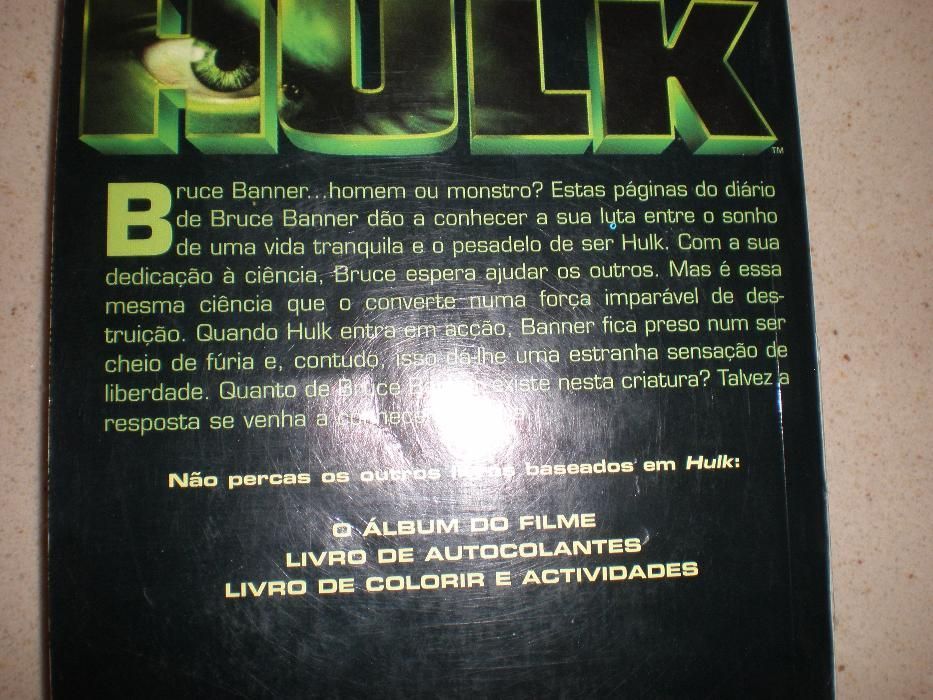 HULK
TM
Bruce Banner...homem ou monstro? Estas páginas do diário
de Bruce Banner dão a conhecer a sua luta entre o sonho
de uma vida tranquila e o pesadelo de ser Hulk. Com a sua
dedicação à ciência, Bruce espera ajudar os outros. Mas é essa
mesma ciência que o converte numa força imparável de des-
truição. Quando Hulk entra em acção, Banner fica preso num ser
cheio de fúria e, contudo, isso dá-lhe uma estranha sensação de
liberdade. Quanto de Bruce Banner existe nesta criatura? Talvez a
resposta se venha a conhecer
Não percas os outros livros baseados em Hulk:
O ÁLBUM DO FILME
LIVRO DE AUTOCOLANTES
LIVRO DE COLORIR E ACTIVIDADES